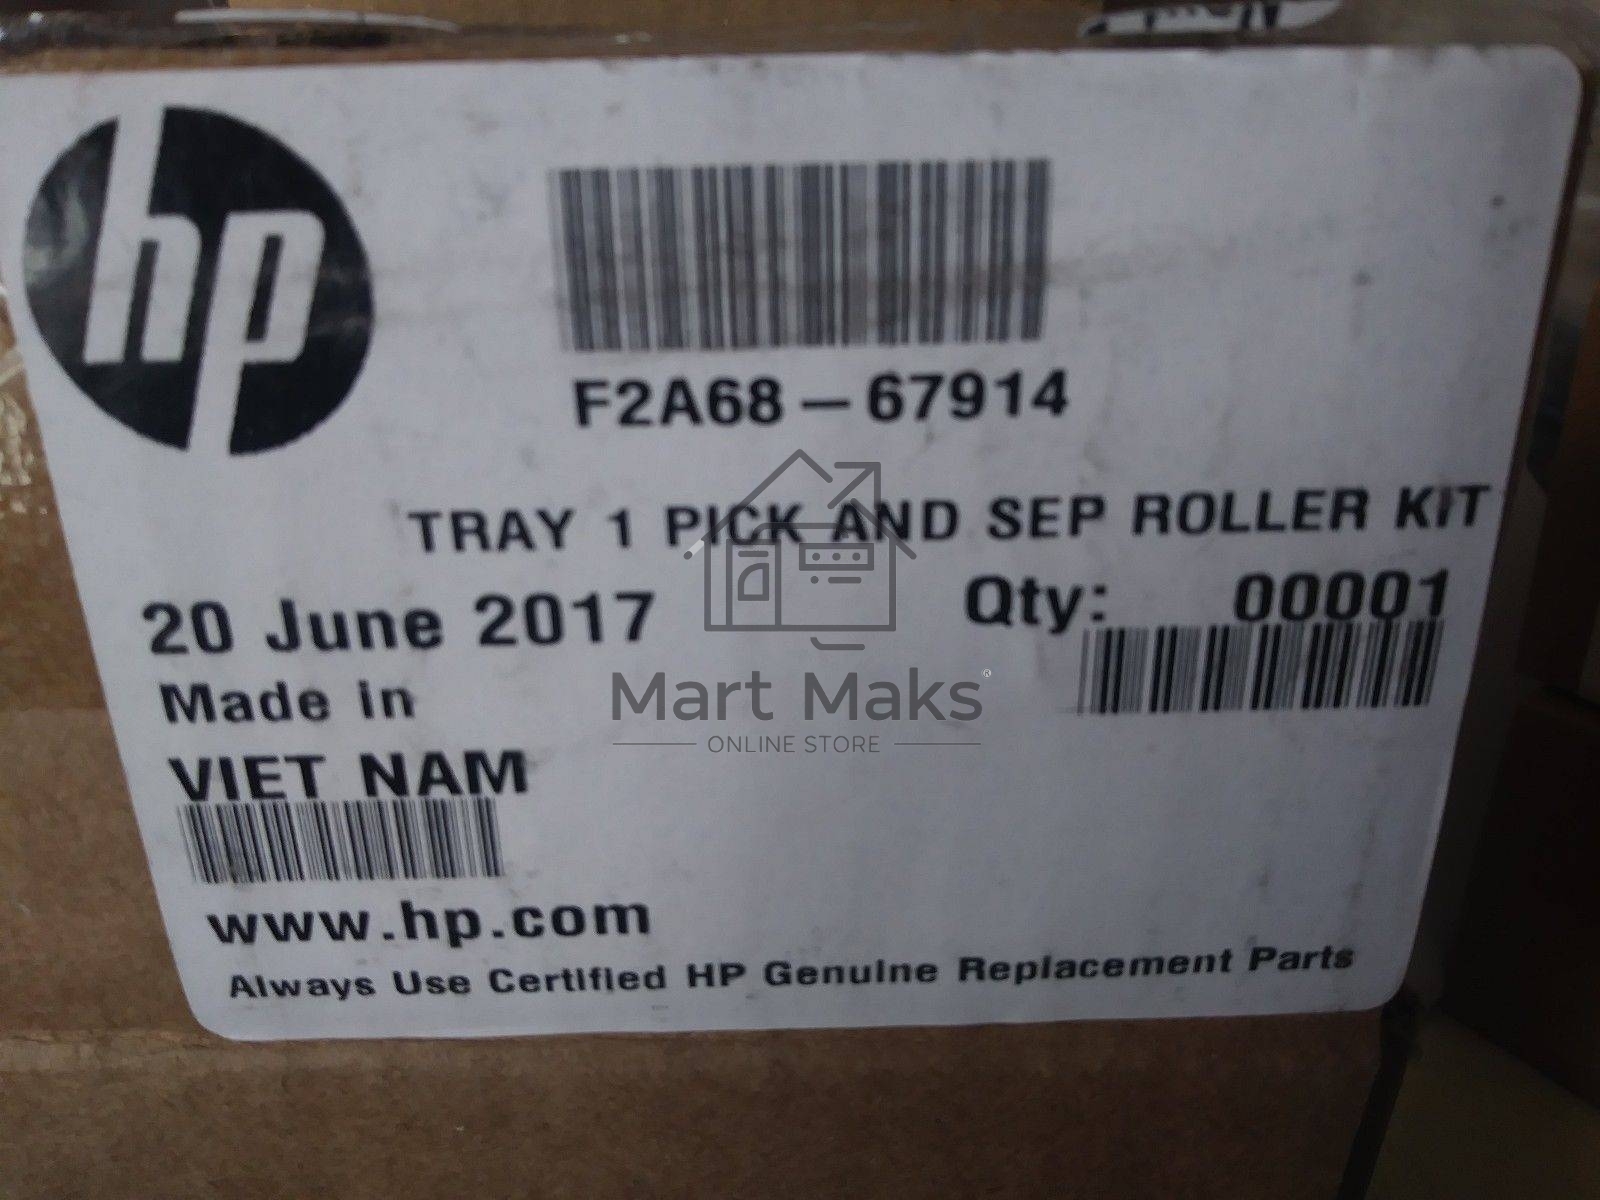 hp
F2A68-67914
TRAY 1 PICK AND SEP ROLLER KIT
20 June 2017 Qty: 00001
Made in
VIET NAM
Mart Maks®
ONLINE STORE
www.hp.com
Always Use Certified HP Genuine Replacement Parts